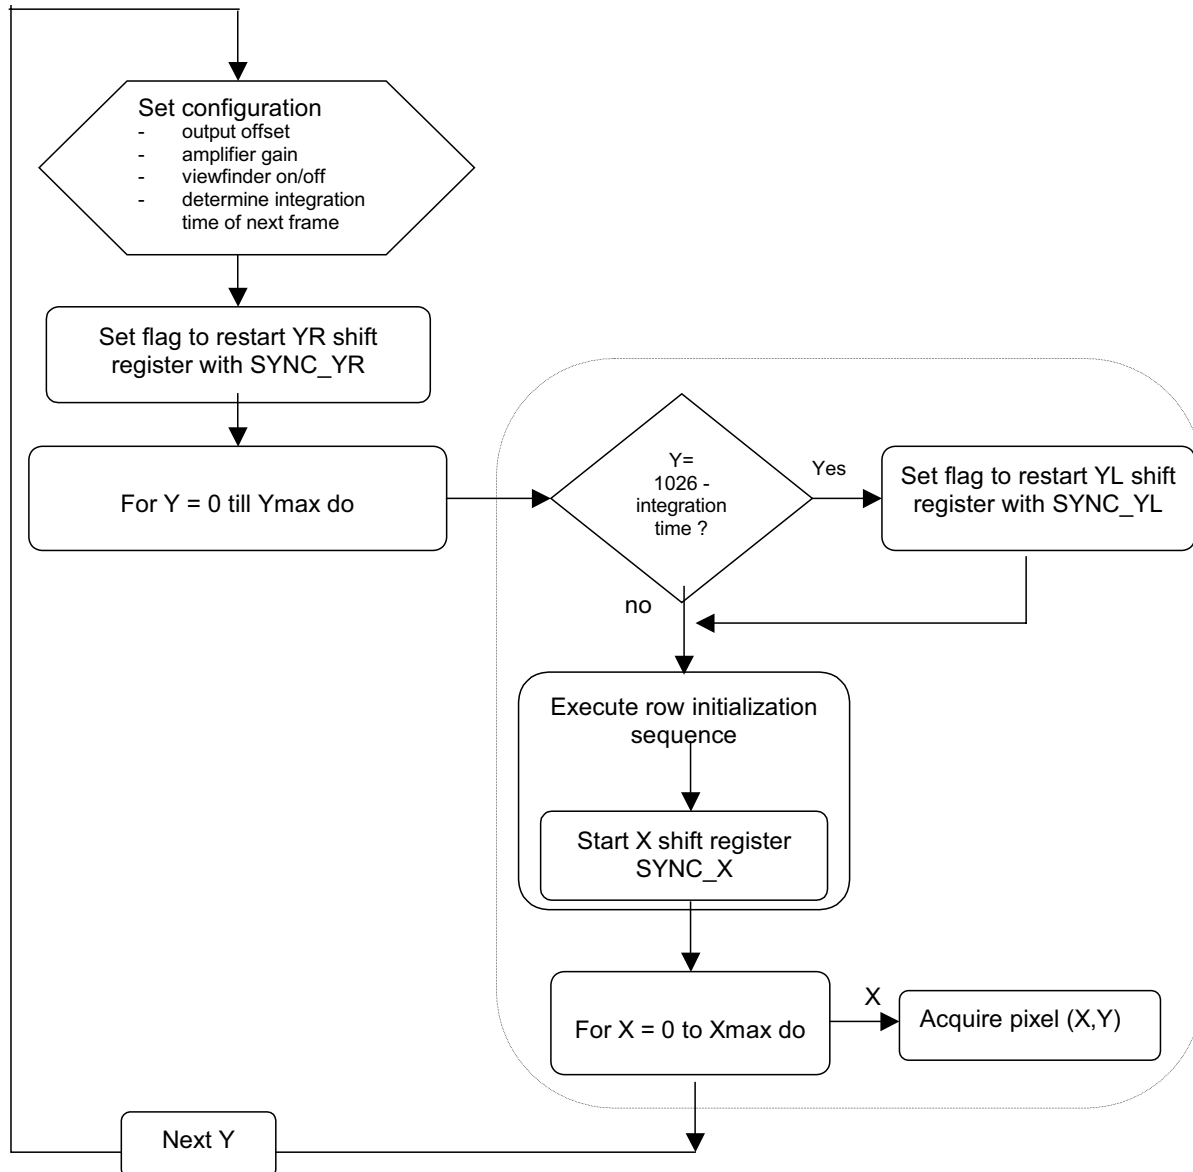 Set configuration
- output offset
- amplifier gain
- viewfinder on/off
- determine integration
time of next frame
Set flag to restart YR shift
register with SYNC_YR
For Y = 0 till Ymax do
Y=
1026 -
integration
time ?
Yes
Set flag to restart YL shift
register with SYNC_YL
no
Execute row initialization
sequence
Start X shift register
SYNC_X
For X = 0 to Xmax do
X
Acquire pixel (X,Y)
Next Y